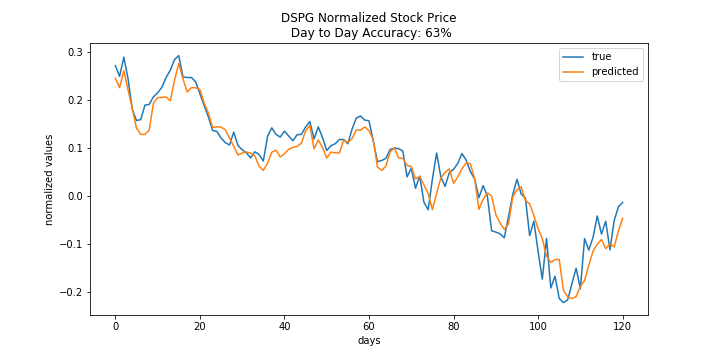 DSPG Normalized Stock Price
Day to Day Accuracy: 63%
true
predicted
normalized values
0.3
0.2
0.1
0.0
−0.1
−0.2
0 20 40 60 80 100 120
days